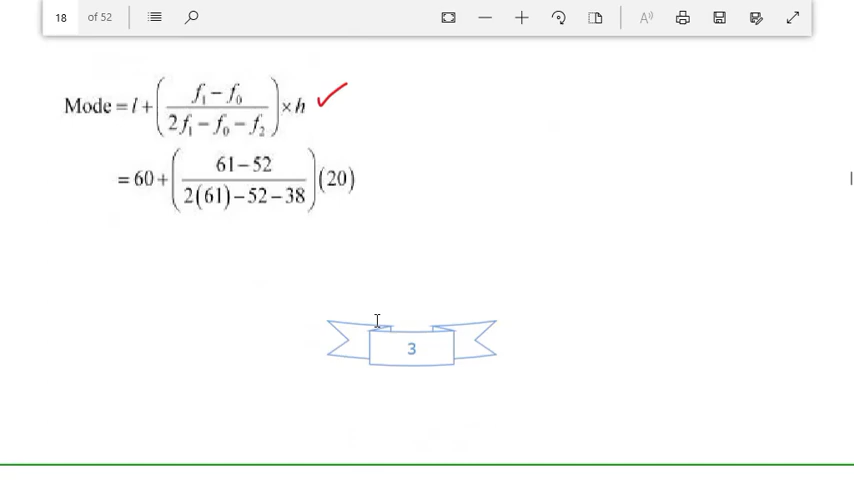 18 of 52
Mode = l + ( f₁ − f₀ / 2f₁ − f₀ − f₂ ) × h
= 60 + ( 61 − 52 / 2(61) − 52 − 38 ) (20)
3